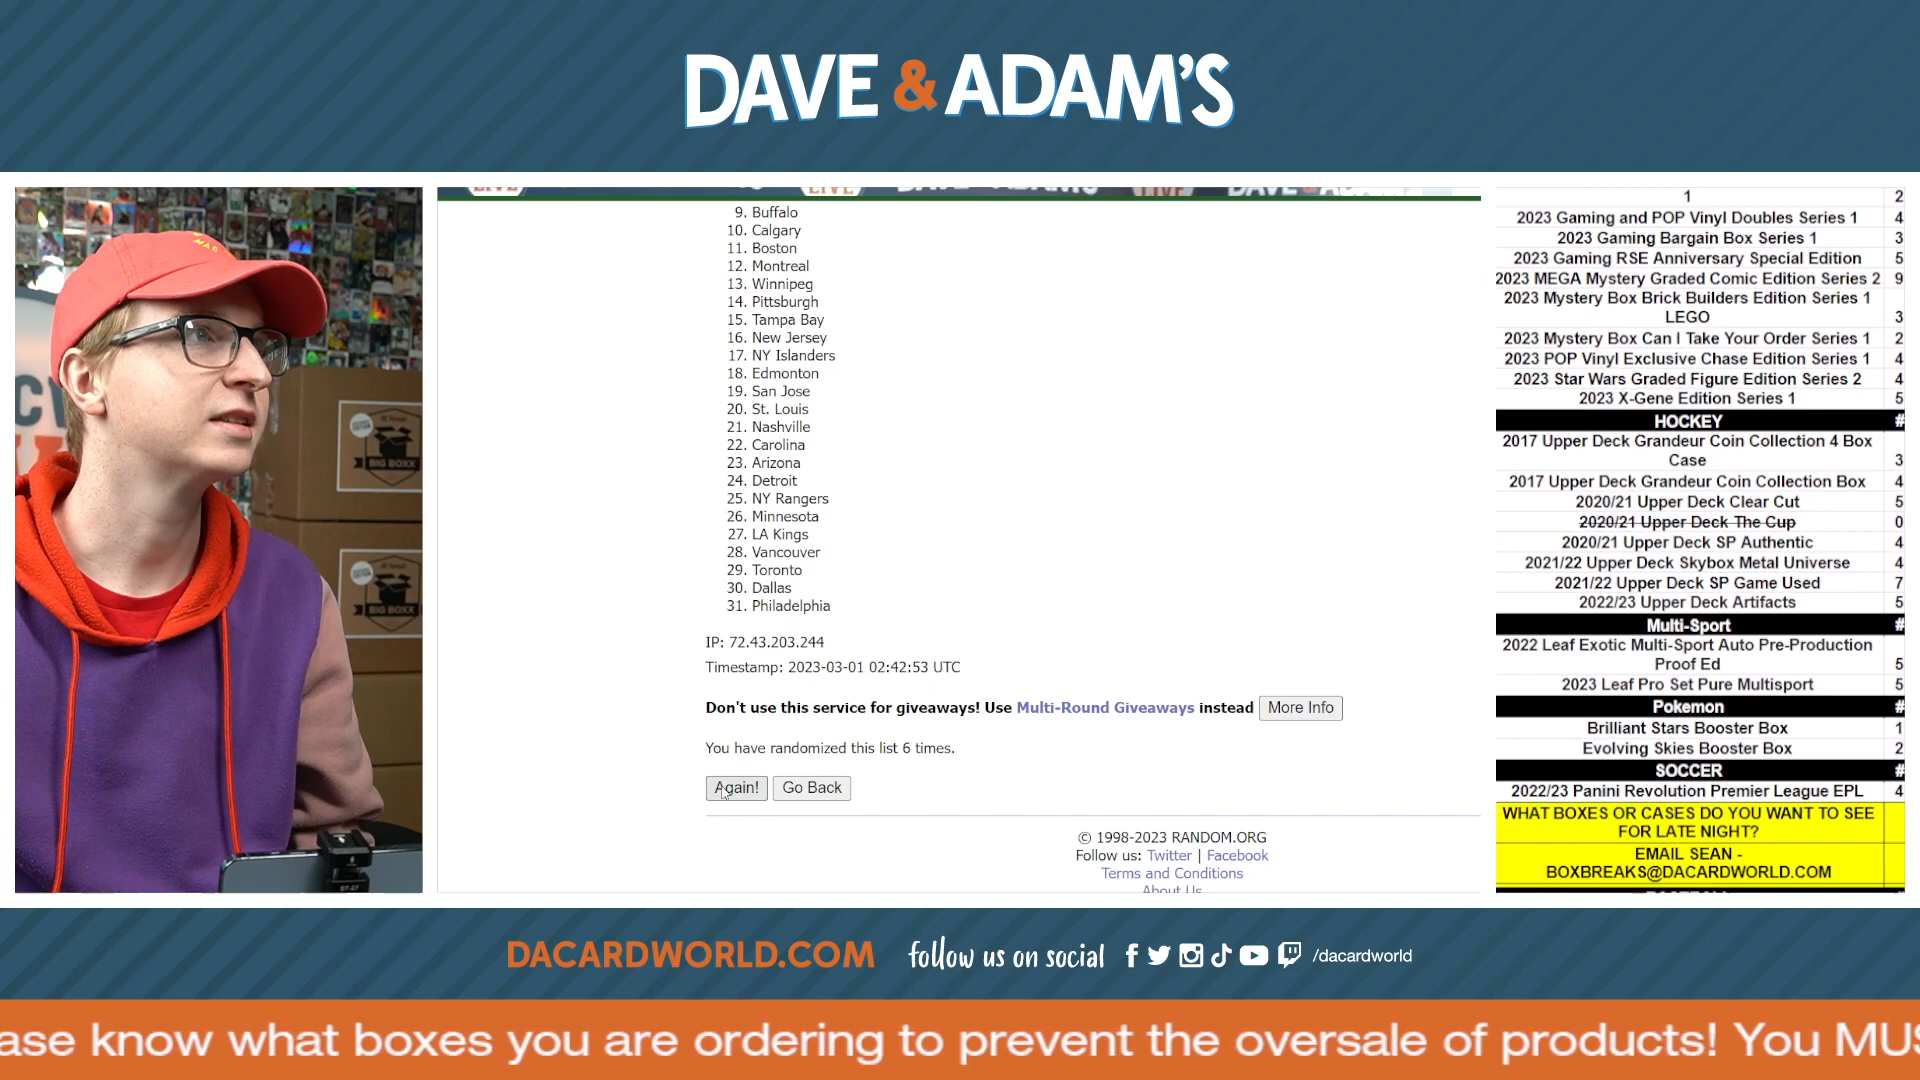 DAVE & ADAM'S
LIVE
LIVE
DAVE ADAMS
LIVE
9. Buffalo
10. Calgary
11. Boston
12. Montreal
13. Winnipeg
14. Pittsburgh
15. Tampa Bay
16. New Jersey
17. NY Islanders
18. Edmonton
19. San Jose
20. St. Louis
21. Nashville
22. Carolina
23. Arizona
24. Detroit
25. NY Rangers
26. Minnesota
27. LA Kings
28. Vancouver
29. Toronto
30. Dallas
31. Philadelphia
IP: 72.43.203.244
Timestamp: 2023-03-01 02:42:53 UTC
Don't use this service for giveaways! Use Multi-Round Giveaways instead More Info
You have randomized this list 6 times.
Again! Go Back
© 1998-2023 RANDOM.ORG
Follow us: Twitter | Facebook
Terms and Conditions
About Us
1 2
2023 Gaming and POP Vinyl Doubles Series 1 4
2023 Gaming Bargain Box Series 1 3
2023 Gaming RSE Anniversary Special Edition 5
2023 MEGA Mystery Graded Comic Edition Series 2 9
2023 Mystery Box Brick Builders Edition Series 1
LEGO 3
2023 Mystery Box Can I Take Your Order Series 1 2
2023 POP Vinyl Exclusive Chase Edition Series 1 4
2023 Star Wars Graded Figure Edition Series 2 4
2023 X-Gene Edition Series 1 5
HOCKEY #
2017 Upper Deck Grandeur Coin Collection 4 Box
Case 3
2017 Upper Deck Grandeur Coin Collection Box 4
2020/21 Upper Deck Clear Cut 5
2020/21 Upper Deck The Cup 0
2020/21 Upper Deck SP Authentic 4
2021/22 Upper Deck Skybox Metal Universe 4
2021/22 Upper Deck SP Game Used 7
2022/23 Upper Deck Artifacts 5
Multi-Sport #
2022 Leaf Exotic Multi-Sport Auto Pre-Production
Proof Ed 5
2023 Leaf Pro Set Pure Multisport 5
Pokemon #
Brilliant Stars Booster Box 1
Evolving Skies Booster Box 2
SOCCER #
2022/23 Panini Revolution Premier League EPL 4
WHAT BOXES OR CASES DO YOU WANT TO SEE
FOR LATE NIGHT?
EMAIL SEAN -
BOXBREAKS@DACARDWORLD.COM
BIG BOXX
BIG BOXX
DACARDWORLD.COM follow us on social /dacardworld
ase know what boxes you are ordering to prevent the oversale of products! You MUS